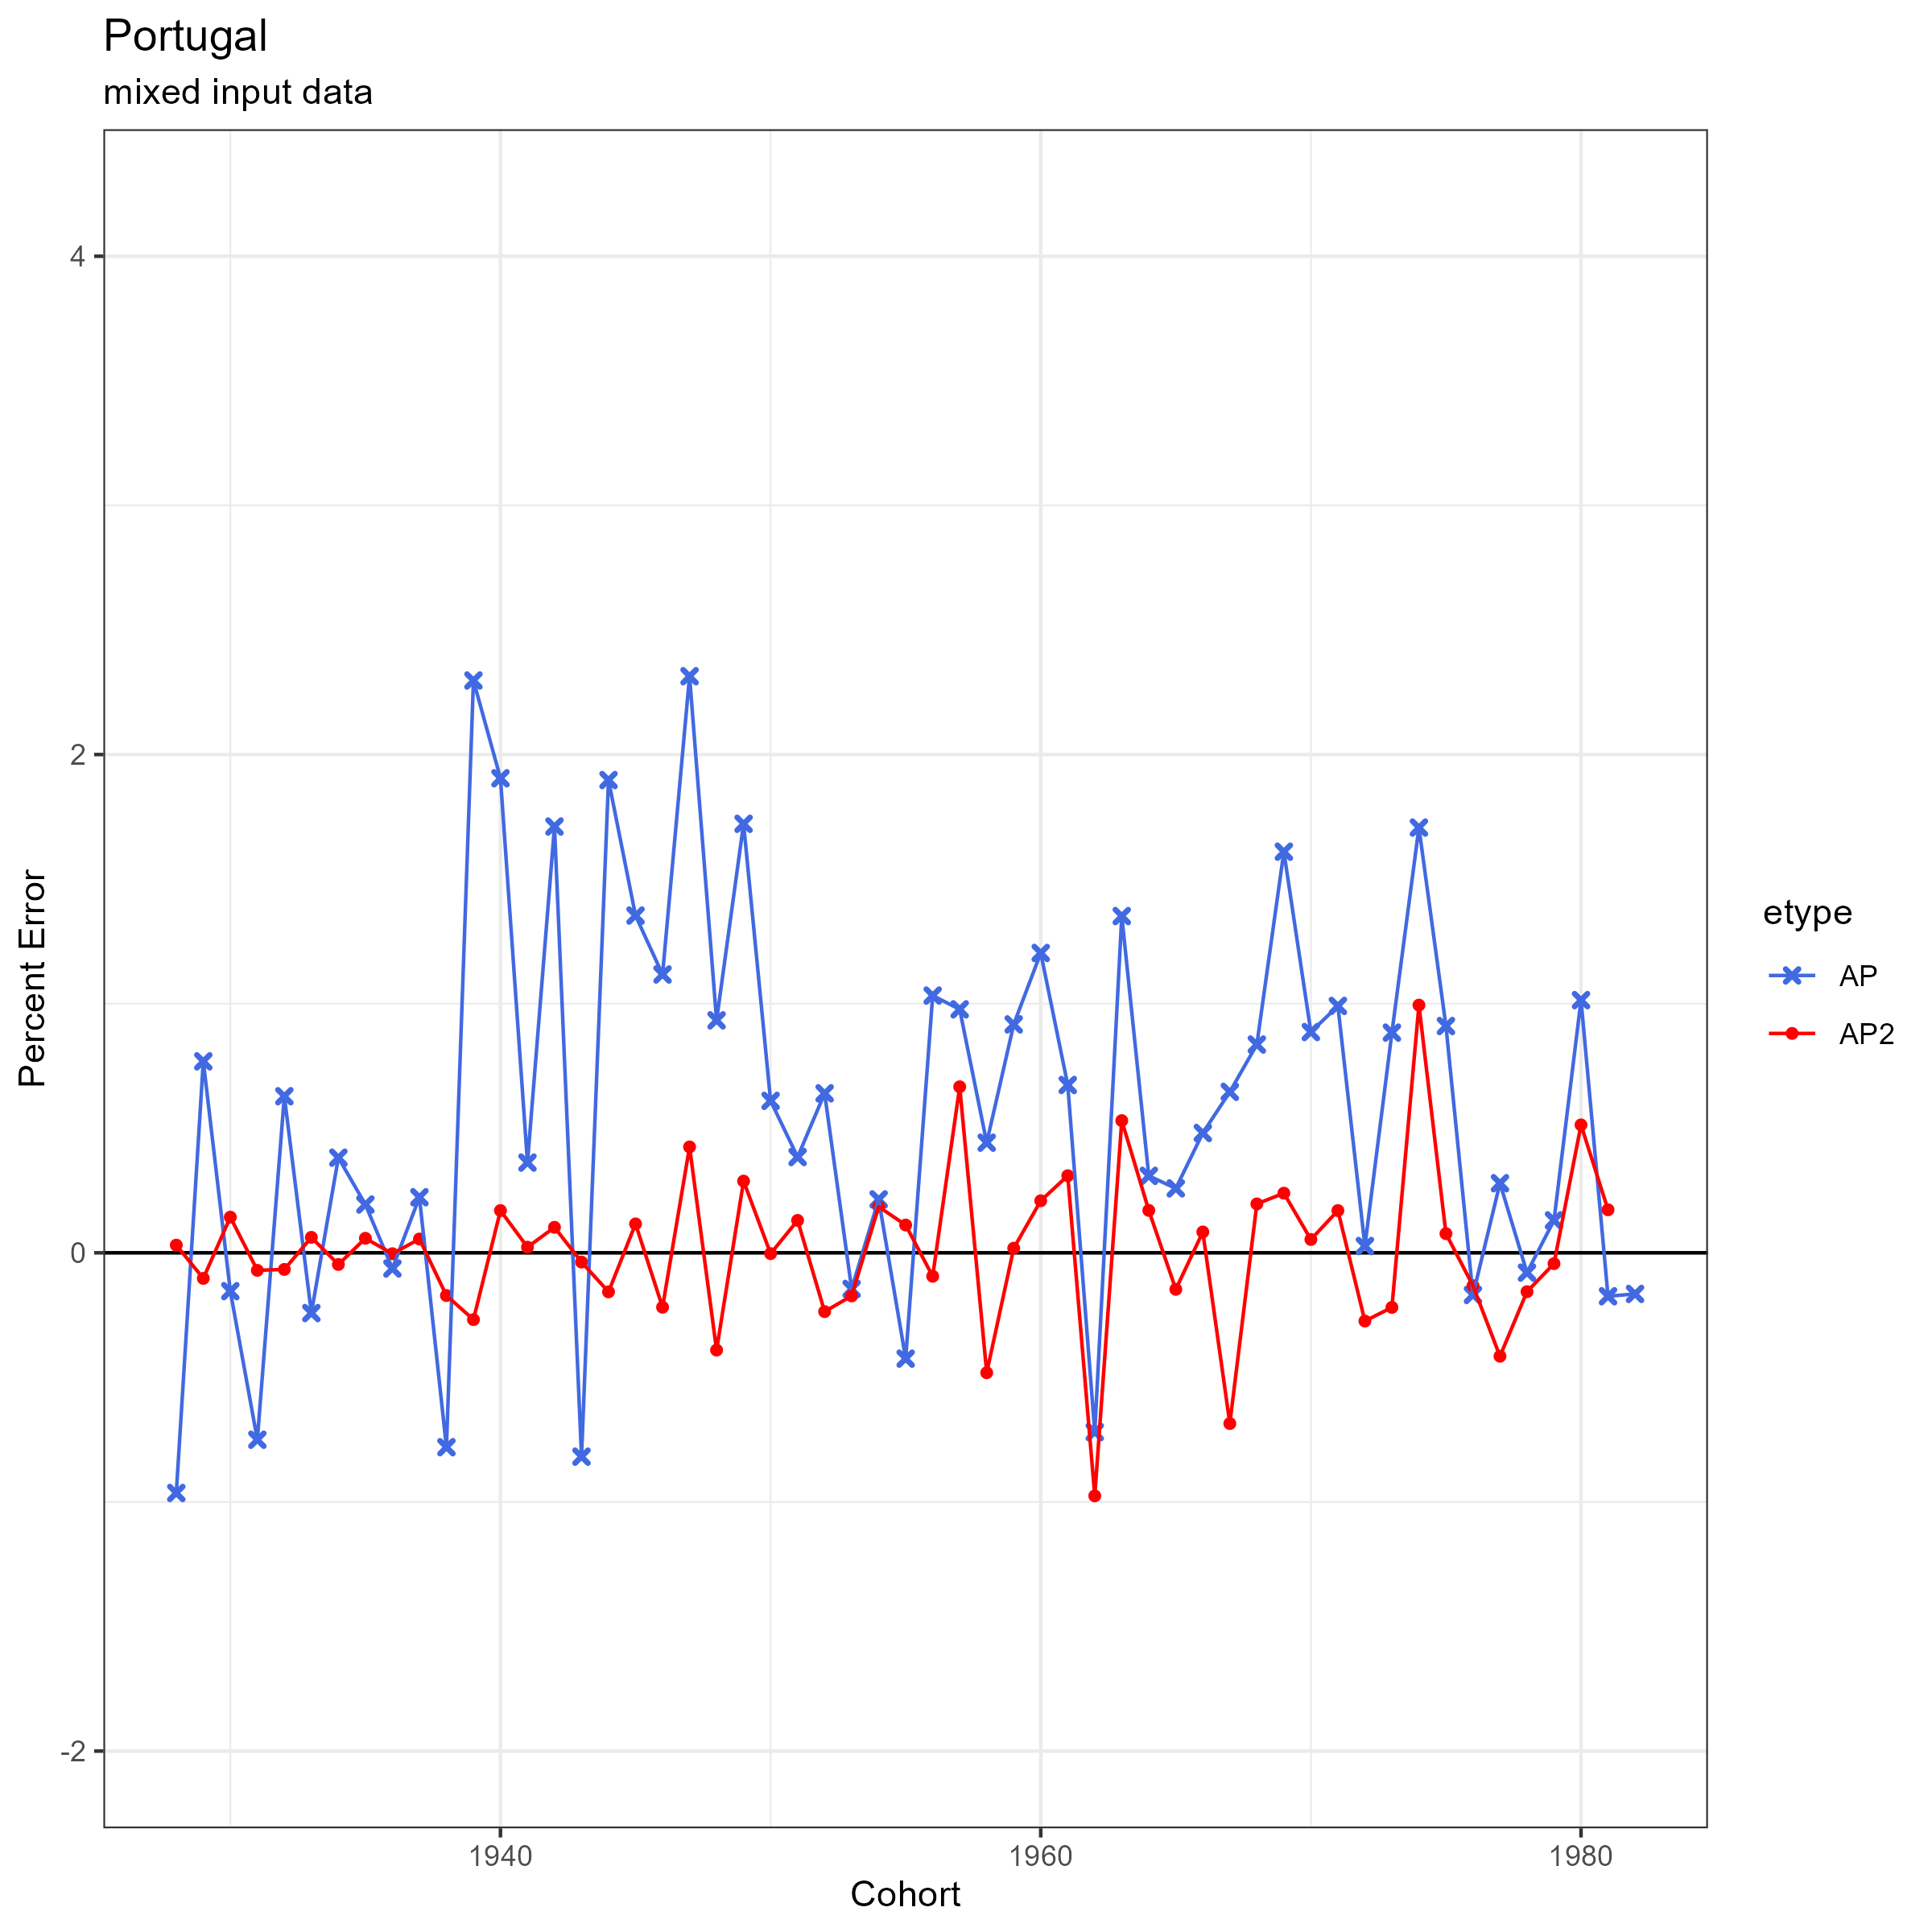 Portugal
mixed input data
4
2
0
-2
Percent Error
1940
1960
1980
Cohort
etype
AP
AP2